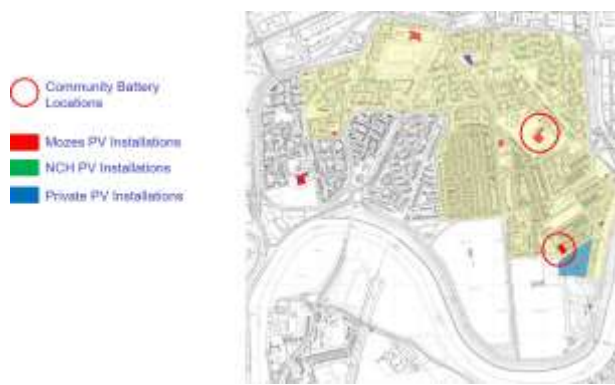 Community Battery
Locations
Mozes PV Installations
NCH PV Installations
Private PV Installations